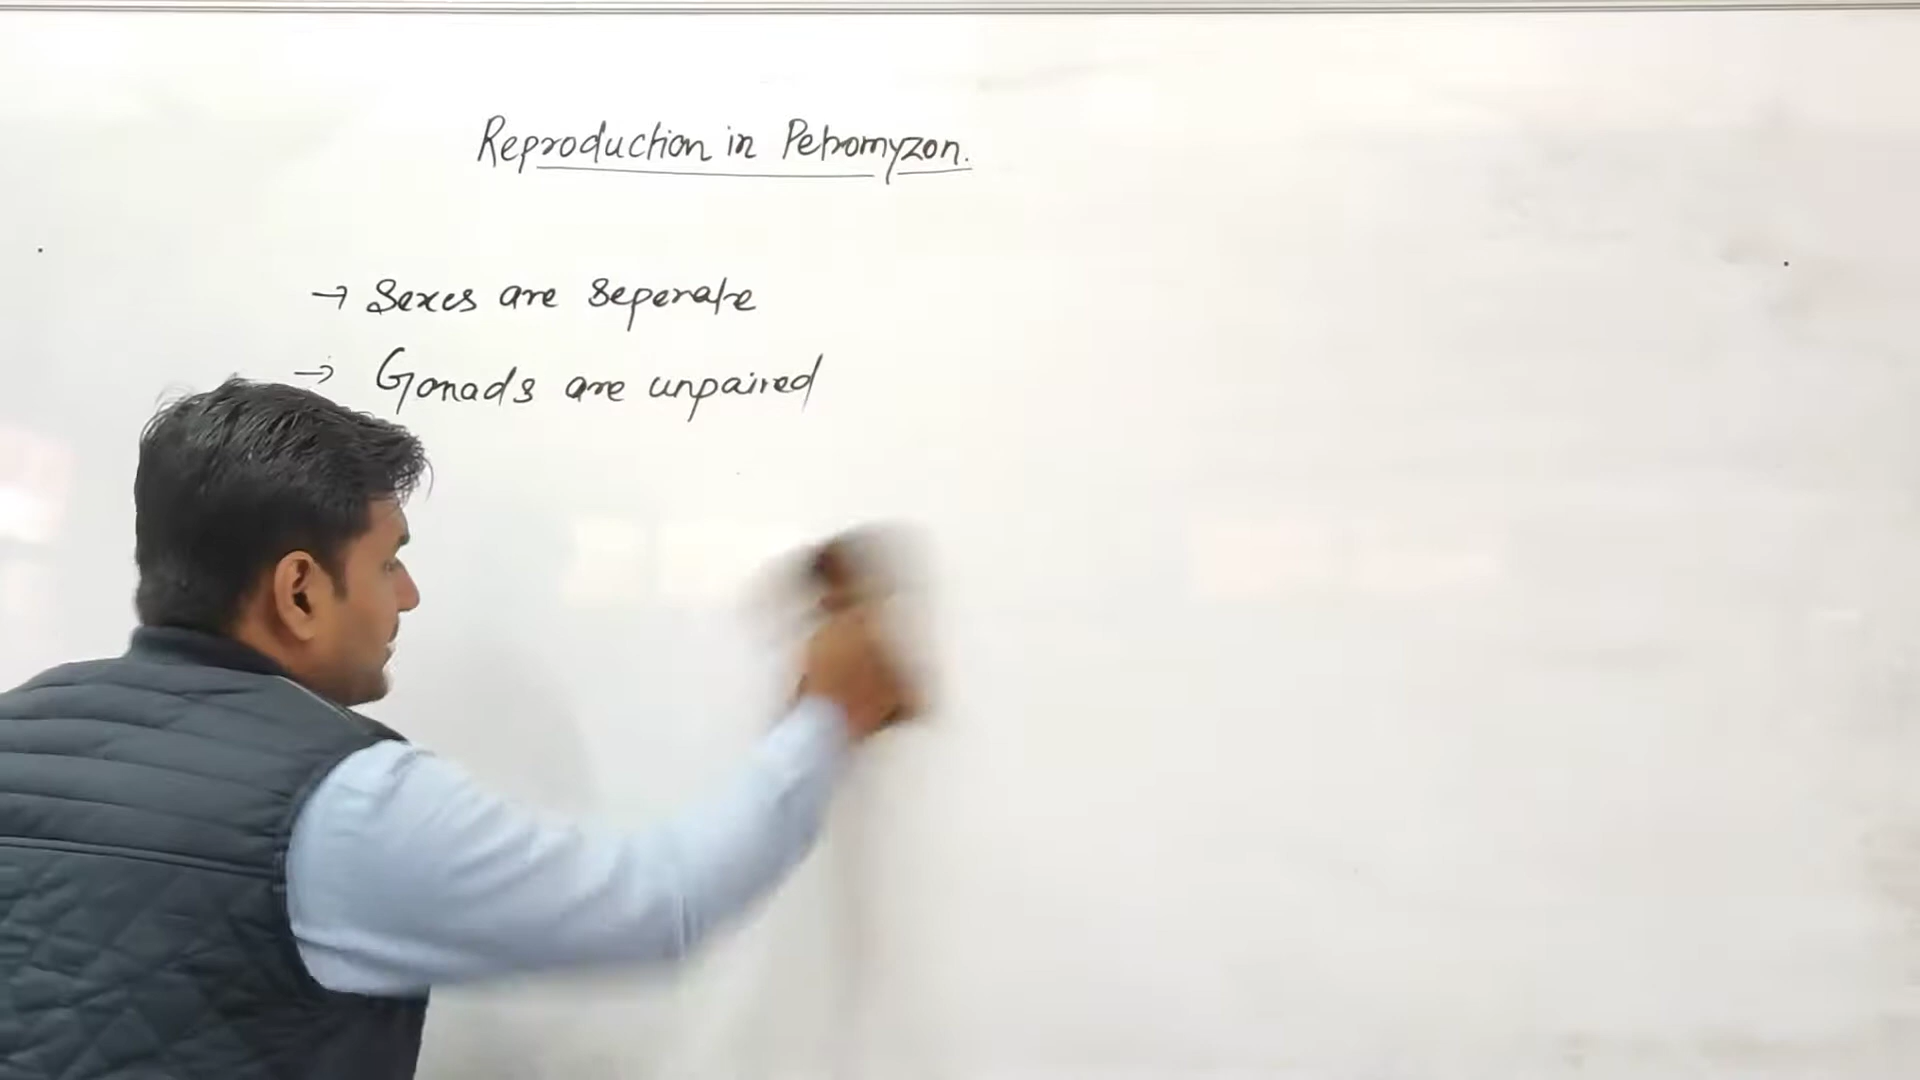 Reproduction in Petromyzon.
→ Sexes are seperate
→ Gonads are unpaired